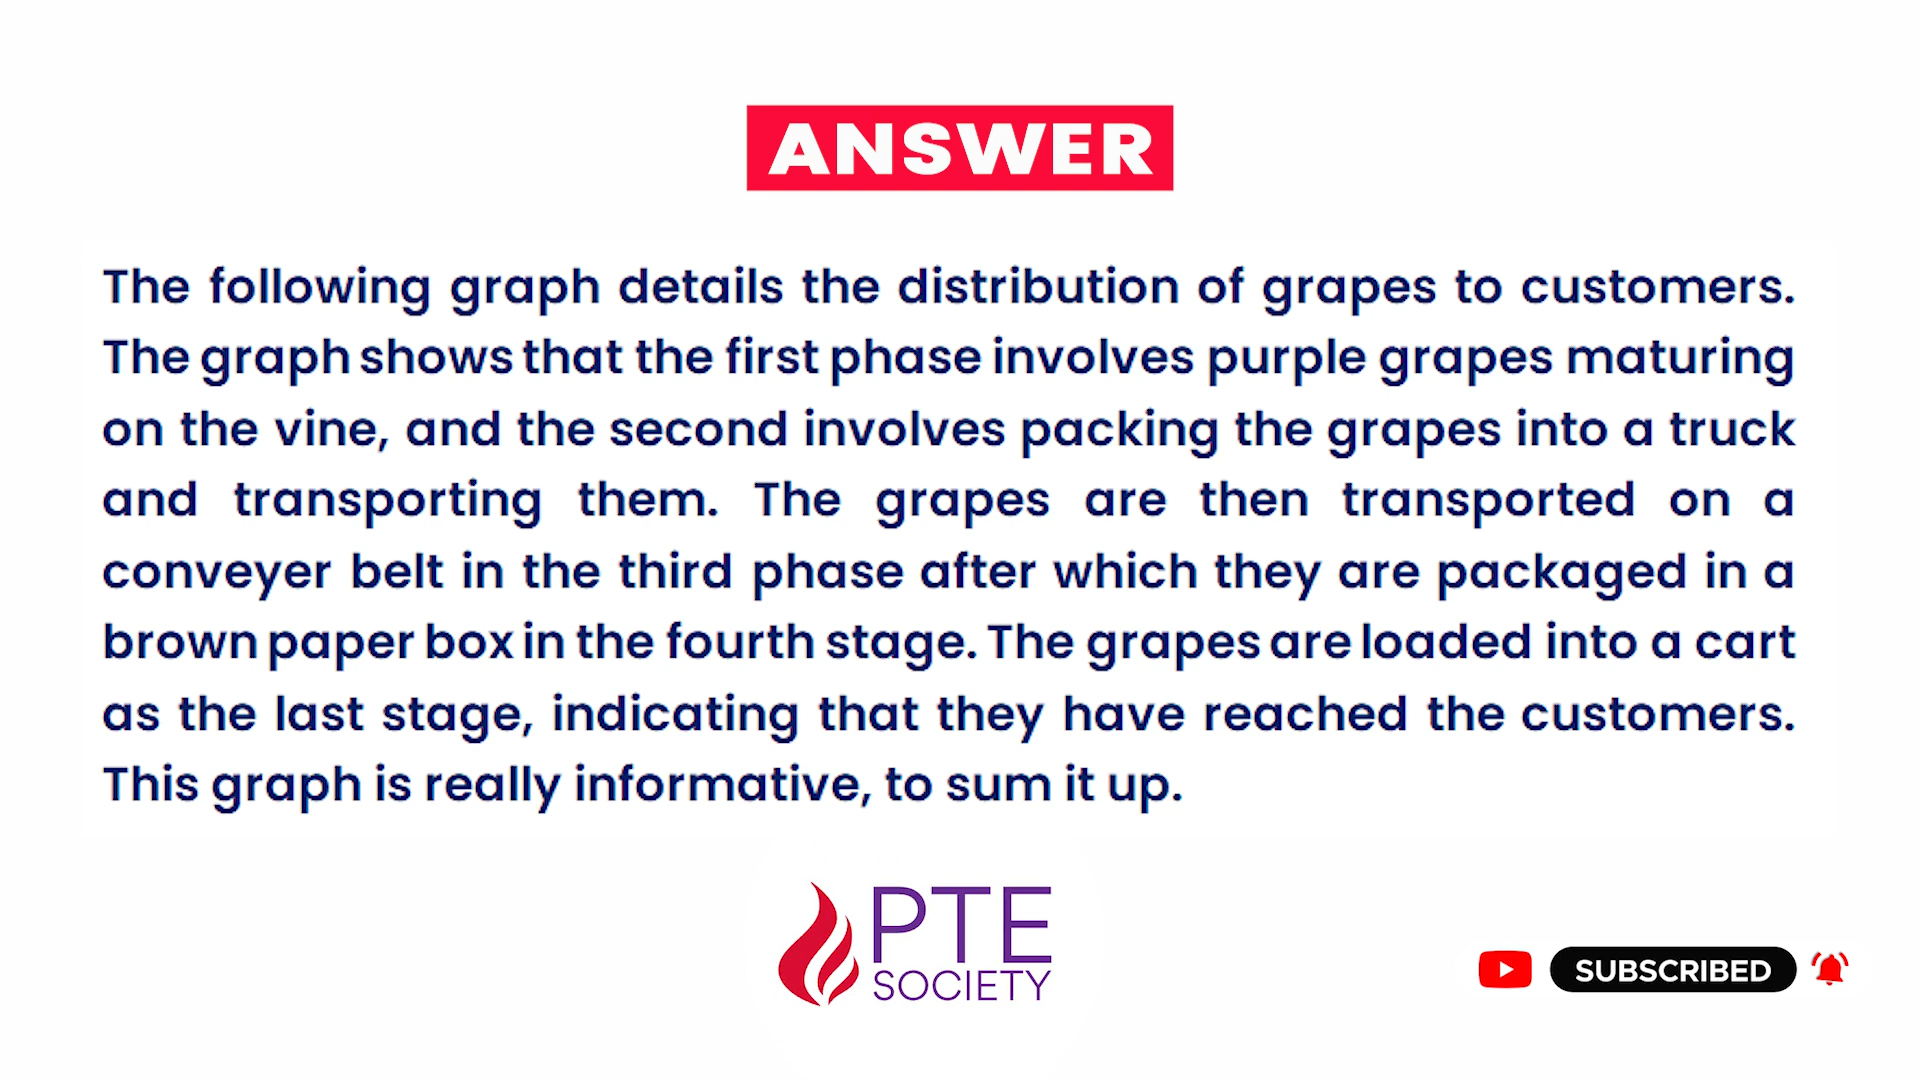 ANSWER
The following graph details the distribution of grapes to customers.
The graph shows that the first phase involves purple grapes maturing
on the vine, and the second involves packing the grapes into a truck
and transporting them. The grapes are then transported on a
conveyer belt in the third phase after which they are packaged in a
brown paper box in the fourth stage. The grapes are loaded into a cart
as the last stage, indicating that they have reached the customers.
This graph is really informative, to sum it up.
PTE
SOCIETY
SUBSCRIBED